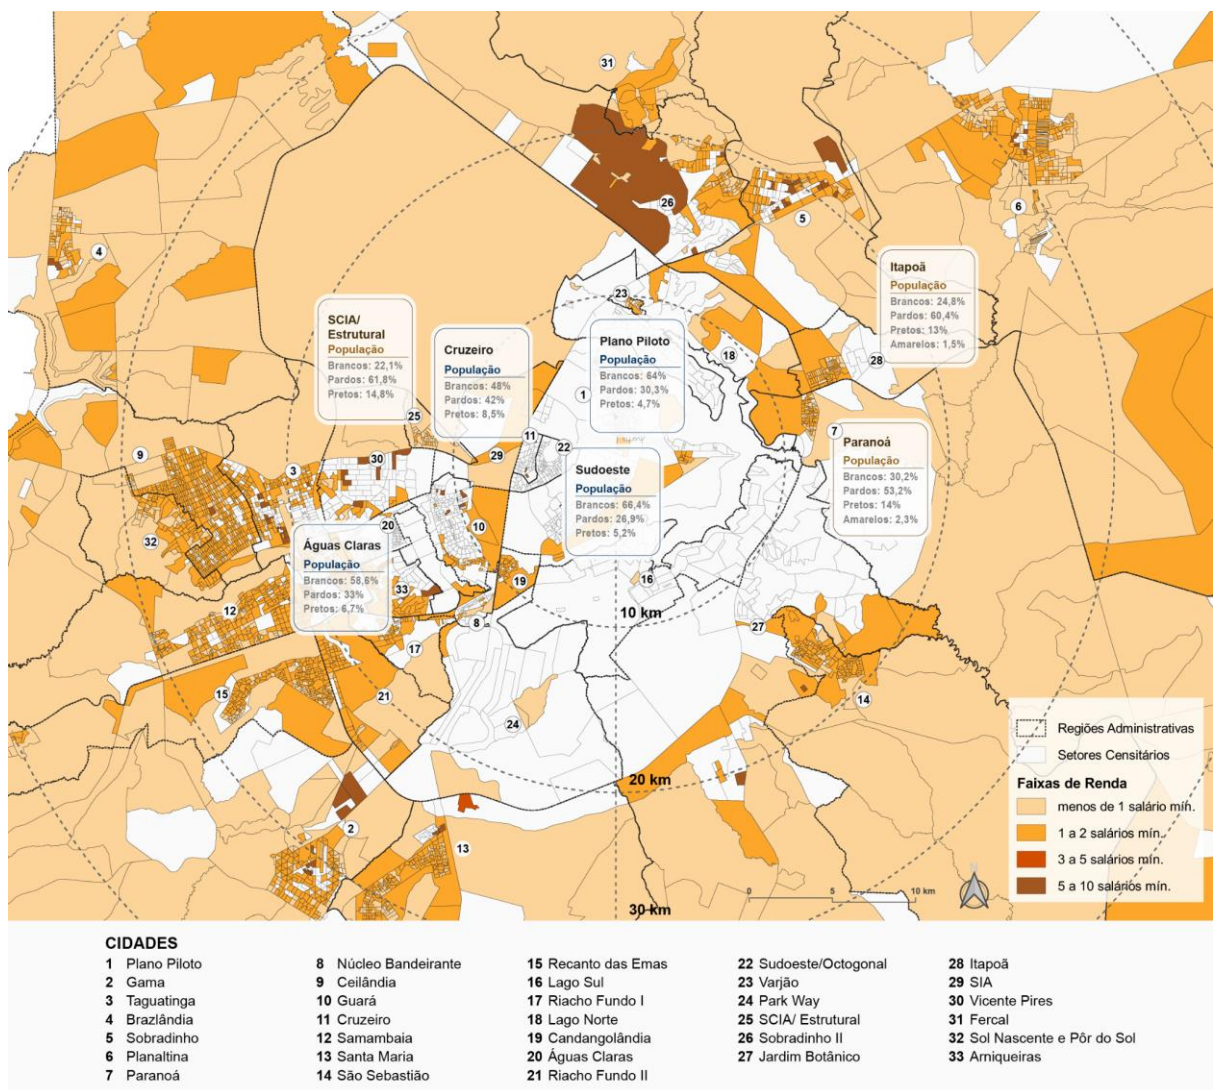 31
26
5
6
4
23
18
28
Itapoã
População
Brancos: 24,8%
Pardos: 60,4%
Pretos: 13%
Amarelos: 1,5%
SCIA/
Estrutural
População
Brancos: 22,1%
Pardos: 61,8%
Pretos: 14,8%
Cruzeiro
População
Brancos: 48%
Pardos: 42%
Pretos: 8,5%
Plano Piloto
População
Brancos: 64%
Pardos: 30,3%
Pretos: 4,7%
1
25
11
22
29
7
Paranoá
População
Brancos: 30,2%
Pardos: 53,2%
Pretos: 14%
Amarelos: 2,3%
9
3
30
Sudoeste
População
Brancos: 66,4%
Pardos: 26,9%
Pretos: 5,2%
32
20
10
Águas Claras
População
Brancos: 58,6%
Pardos: 33%
Pretos: 6,7%
33
19
16
12
8
10 km
27
17
15
21
24
14
20 km
2
13
30 km
Regiões Administrativas
Setores Censitários
Faixas de Renda
menos de 1 salário mín.
1 a 2 salários mín.
3 a 5 salários mín.
5 a 10 salários mín.
0 5 10 km
N
CIDADES
1 Plano Piloto
2 Gama
3 Taguatinga
4 Brazlândia
5 Sobradinho
6 Planaltina
7 Paranoá
8 Núcleo Bandeirante
9 Ceilândia
10 Guará
11 Cruzeiro
12 Samambaia
13 Santa Maria
14 São Sebastião
15 Recanto das Emas
16 Lago Sul
17 Riacho Fundo I
18 Lago Norte
19 Candangolândia
20 Águas Claras
21 Riacho Fundo II
22 Sudoeste/Octogonal
23 Varjão
24 Park Way
25 SCIA/ Estrutural
26 Sobradinho II
27 Jardim Botânico
28 Itapoã
29 SIA
30 Vicente Pires
31 Fercal
32 Sol Nascente e Pôr do Sol
33 Arniqueiras